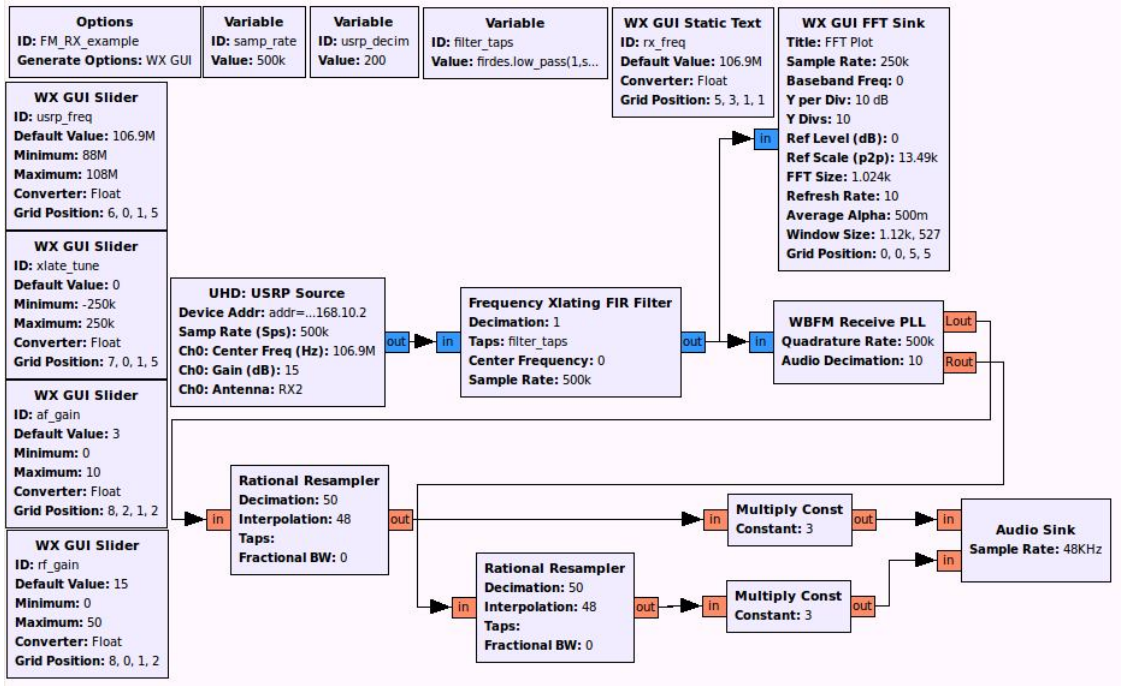 Options
ID: FM_RX_example
Generate Options: WX GUI
Variable
ID: samp_rate
Value: 500k
Variable
ID: usrp_decim
Value: 200
Variable
ID: filter_taps
Value: firdes.low_pass(1,s...
WX GUI Static Text
ID: rx_freq
Default Value: 106.9M
Converter: Float
Grid Position: 5, 3, 1, 1
WX GUI FFT Sink
Title: FFT Plot
Sample Rate: 250k
Baseband Freq: 0
Y per Div: 10 dB
Y Divs: 10
Ref Level (dB): 0
Ref Scale (p2p): 13.49k
FFT Size: 1.024k
Refresh Rate: 10
Average Alpha: 500m
Window Size: 1.12k, 527
Grid Position: 0, 0, 5, 5
in
WX GUI Slider
ID: usrp_freq
Default Value: 106.9M
Minimum: 88M
Maximum: 108M
Converter: Float
Grid Position: 6, 0, 1, 5
WX GUI Slider
ID: xlate_tune
Default Value: 0
Minimum: -250k
Maximum: 250k
Converter: Float
Grid Position: 7, 0, 1, 5
WX GUI Slider
ID: af_gain
Default Value: 3
Minimum: 0
Maximum: 10
Converter: Float
Grid Position: 8, 2, 1, 2
WX GUI Slider
ID: rf_gain
Default Value: 15
Minimum: 0
Maximum: 50
Converter: Float
Grid Position: 8, 0, 1, 2
UHD: USRP Source
Device Addr: addr=...168.10.2
Samp Rate (Sps): 500k
Ch0: Center Freq (Hz): 106.9M
Ch0: Gain (dB): 15
Ch0: Antenna: RX2
out
in
Frequency Xlating FIR Filter
Decimation: 1
Taps: filter_taps
Center Frequency: 0
Sample Rate: 500k
out
in
WBFM Receive PLL
Quadrature Rate: 500k
Audio Decimation: 10
Lout
Rout
in
Rational Resampler
Decimation: 50
Interpolation: 48
Taps:
Fractional BW: 0
out
in
Multiply Const
Constant: 3
out
in
Rational Resampler
Decimation: 50
Interpolation: 48
Taps:
Fractional BW: 0
out
in
Multiply Const
Constant: 3
out
in
in
Audio Sink
Sample Rate: 48KHz